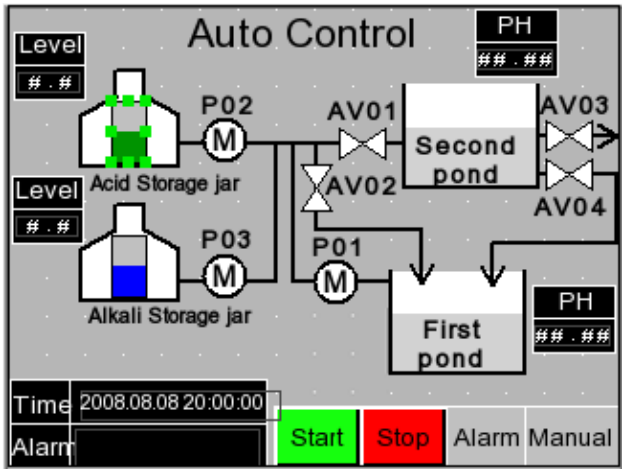 Auto Control
Level
#.#
PH
##.##
P02
M
AV01
AV03
Second
pond
Acid Storage jar
Level
#.#
AV02
AV04
P03
M
P01
M
Alkali Storage jar
PH
##.##
First
pond
Time 2008.08.08 20:00:00
Alarm
Start Stop Alarm Manual